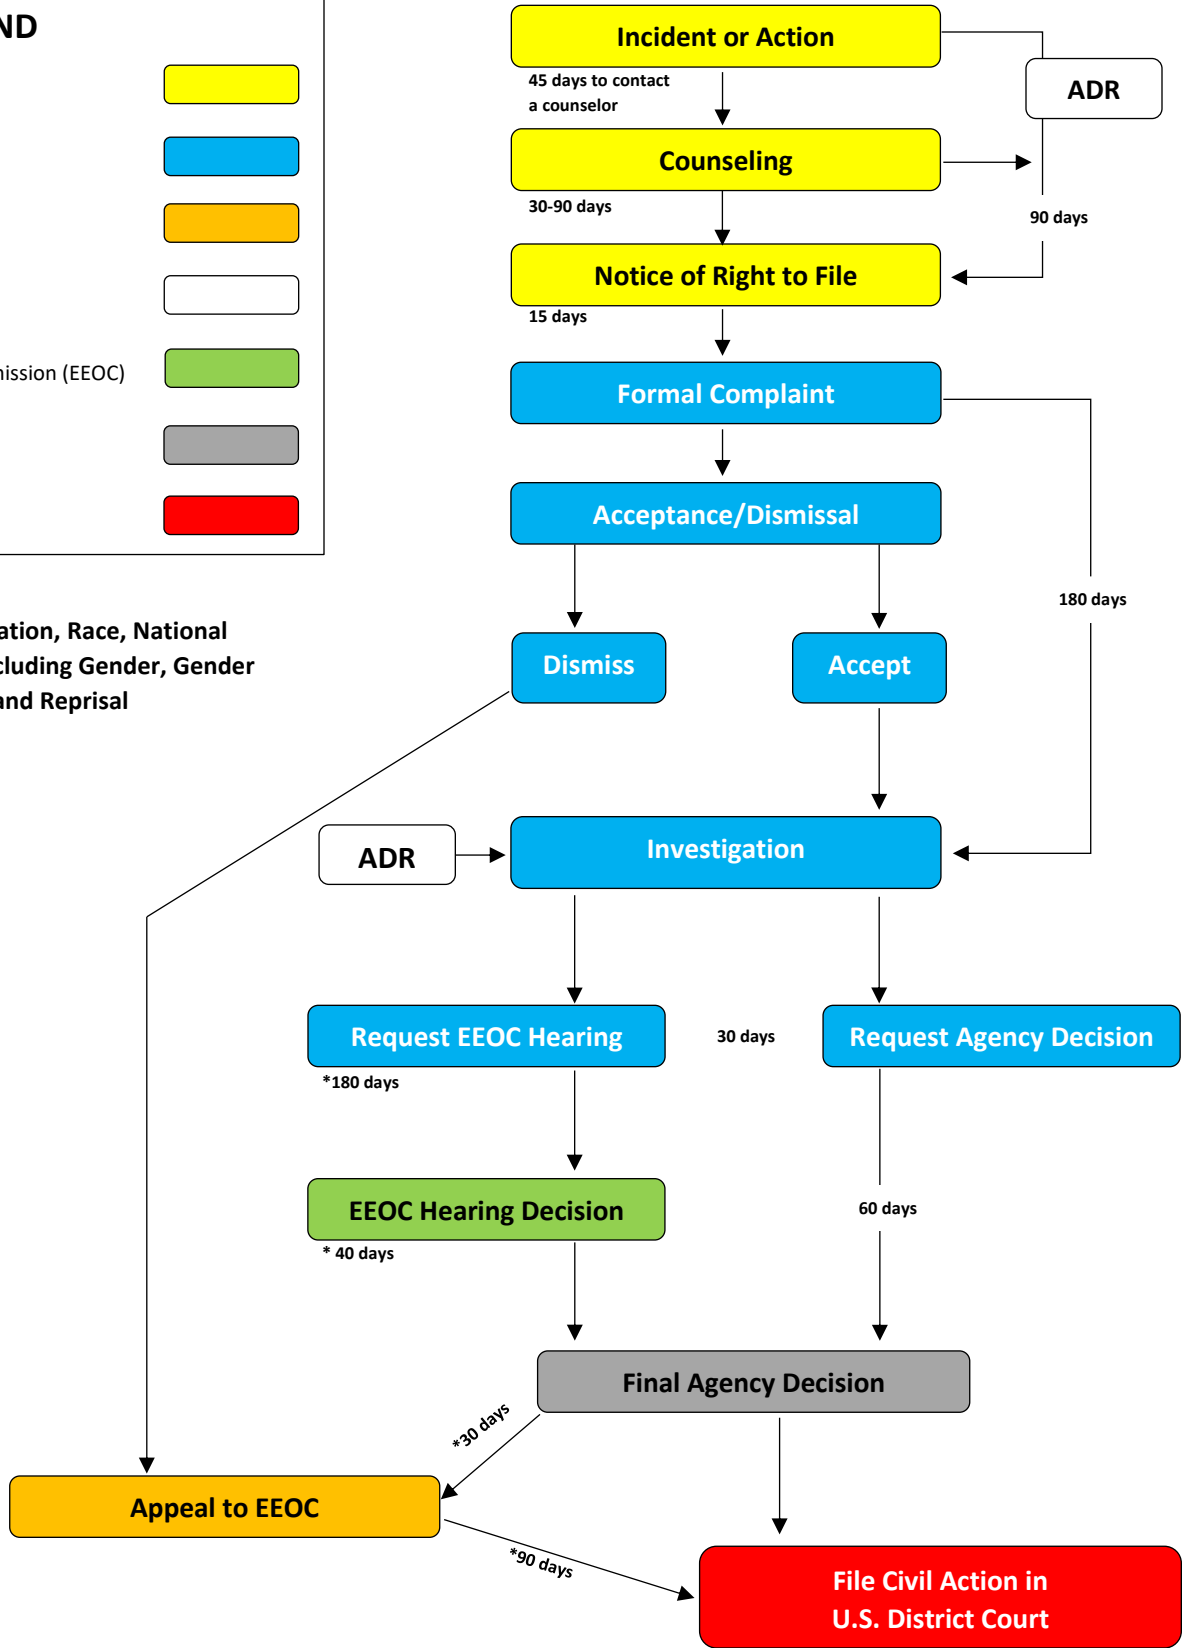 ND
mission (EEOC)
ation, Race, National
cluding Gender, Gender
and Reprisal
Incident or Action
45 days to contact
a counselor
ADR
Counseling
30-90 days
90 days
Notice of Right to File
15 days
Formal Complaint
Acceptance/Dismissal
180 days
Dismiss
Accept
ADR
Investigation
Request EEOC Hearing
30 days
Request Agency Decision
*180 days
EEOC Hearing Decision
60 days
* 40 days
Final Agency Decision
*30 days
Appeal to EEOC
*90 days
File Civil Action in
U.S. District Court